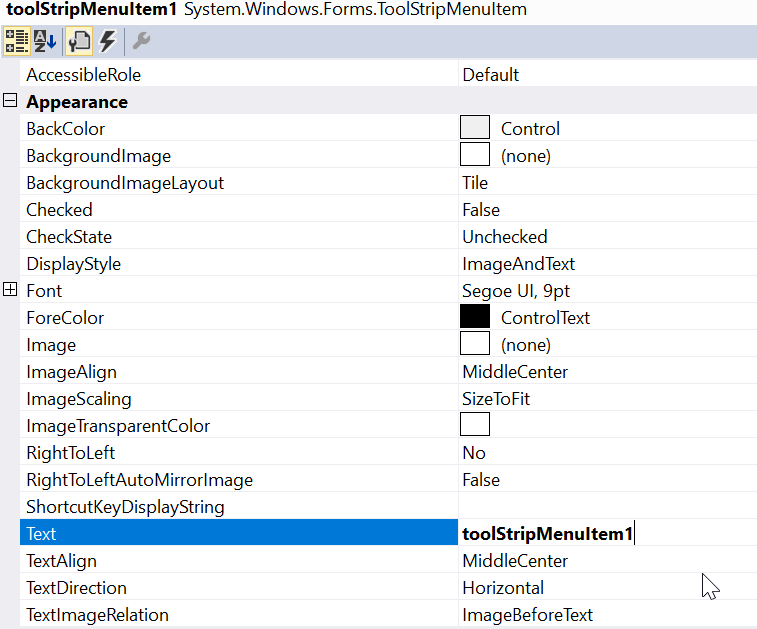 toolStripMenuItem1 System.Windows.Forms.ToolStripMenuItem
AccessibleRole Default
Appearance
BackColor Control
BackgroundImage (none)
BackgroundImageLayout Tile
Checked False
CheckState Unchecked
DisplayStyle ImageAndText
Font Segoe UI, 9pt
ForeColor ControlText
Image (none)
ImageAlign MiddleCenter
ImageScaling SizeToFit
ImageTransparentColor
RightToLeft No
RightToLeftAutoMirrorImage False
ShortcutKeyDisplayString
Text toolStripMenuItem1
TextAlign MiddleCenter
TextDirection Horizontal
TextImageRelation ImageBeforeText